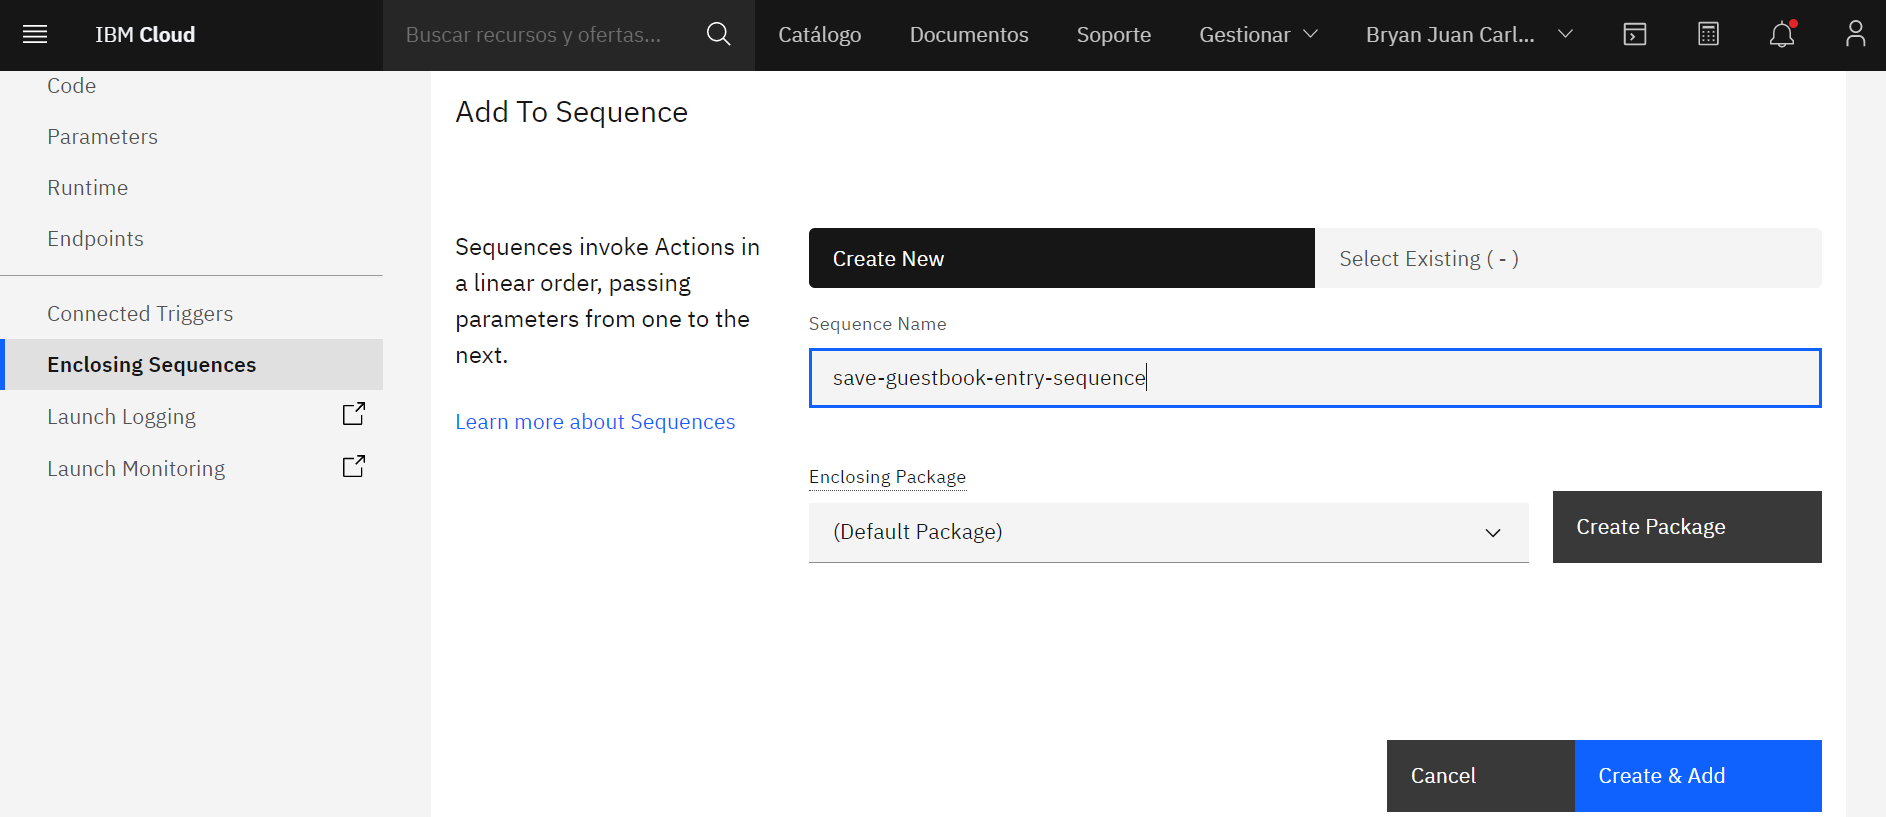 IBM Cloud
Buscar recursos y ofertas...
Catálogo
Documentos
Soporte
Gestionar
Bryan Juan Carl...
Code
Parameters
Runtime
Endpoints
Connected Triggers
Enclosing Sequences
Launch Logging
Launch Monitoring
Add To Sequence
Sequences invoke Actions in
a linear order, passing
parameters from one to the
next.
Learn more about Sequences
Create New
Select Existing ( - )
Sequence Name
save-guestbook-entry-sequence
Enclosing Package
(Default Package)
Create Package
Cancel
Create & Add